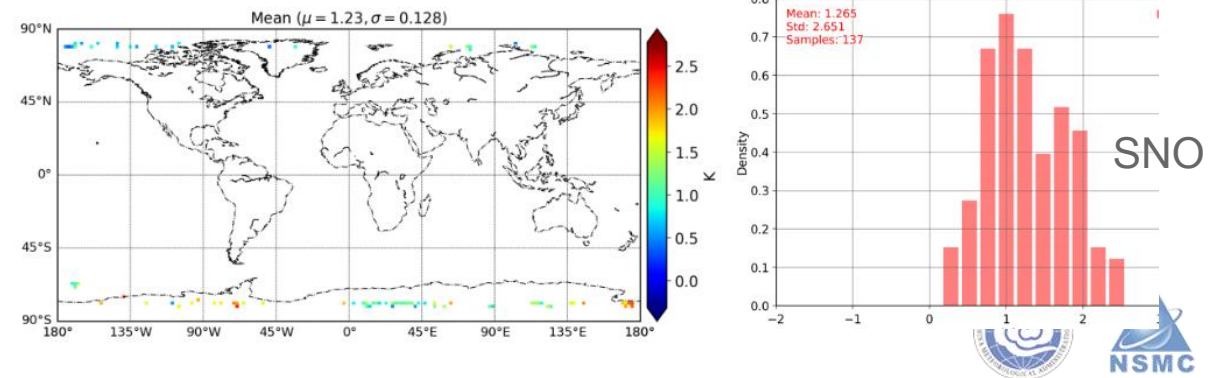 Mean (μ = 1.23, σ = 0.128)
90°N
45°N
0°
45°S
90°S
180° 135°W 90°W 45°W 0° 45°E 90°E 135°E 180°
2.5
2.0
1.5
1.0
0.5
0.0
K
Mean: 1.265
Std: 2.651
Samples: 137
Density
0.8
0.7
0.6
0.5
0.4
0.3
0.2
0.1
0.0
−2 −1 0 1 2
SNO
NSMC